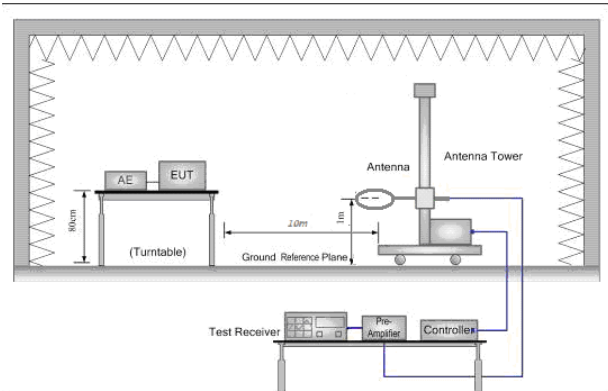 Antenna Tower
Antenna
EUT
AE
80cm
10m
1m
(Turntable)
Ground Reference Plane
Test Receiver
Pre-
Amplifier
Controller